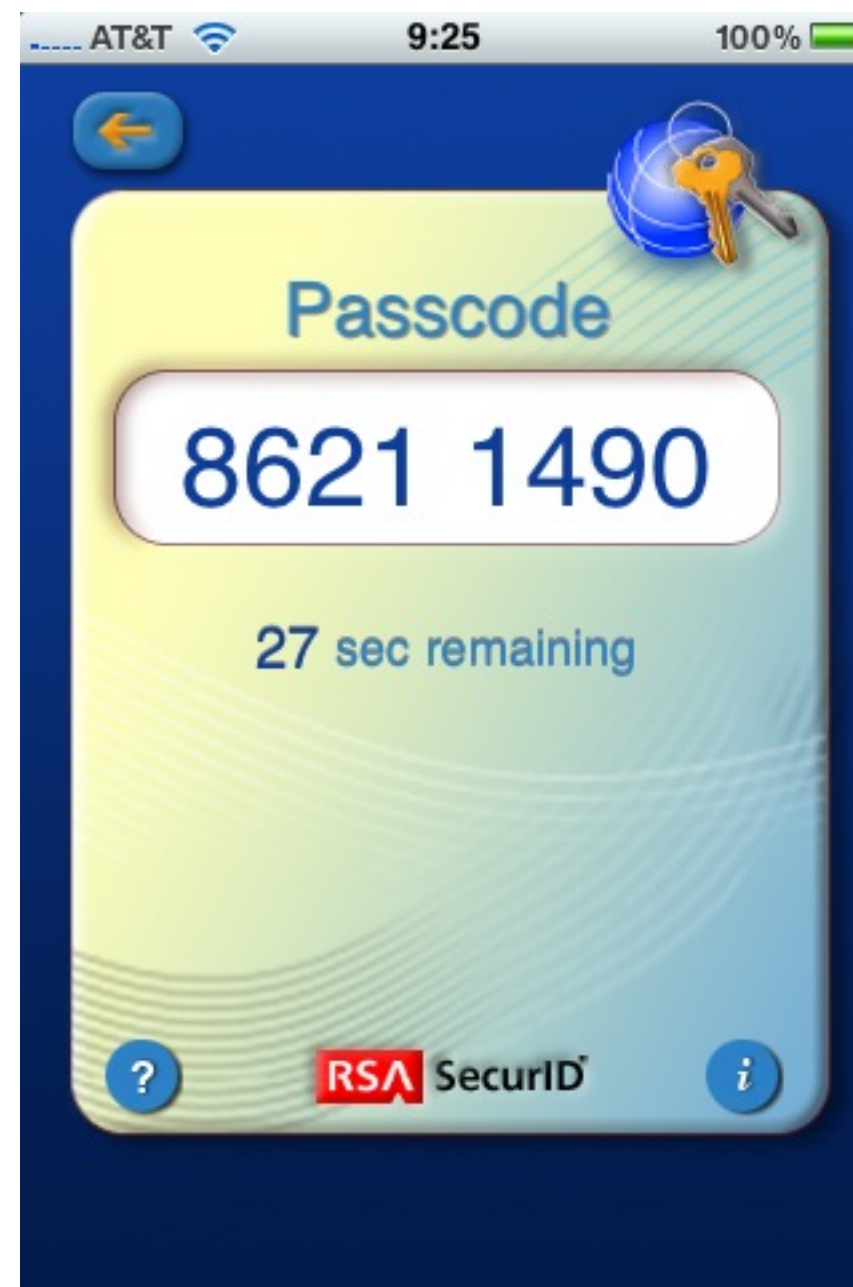 AT&T 9:25 100%
Passcode
8621 1490
27 sec remaining
? RSA SecurID i